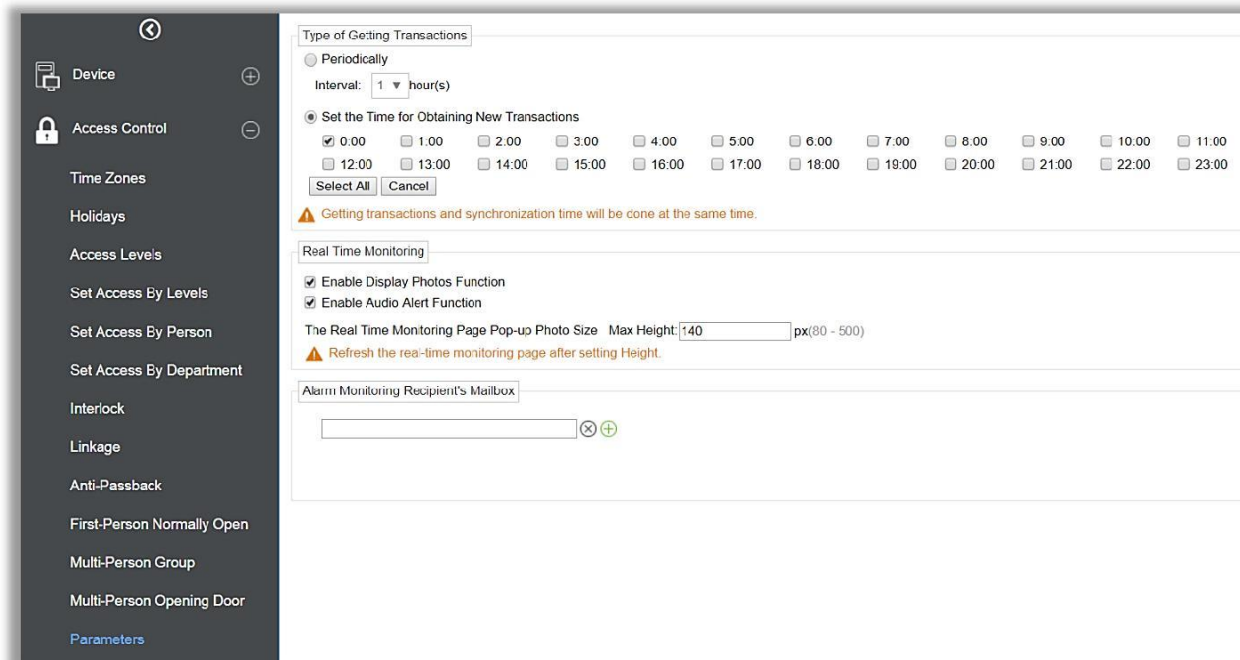 Device
Access Control
Time Zones
Holidays
Access Levels
Set Access By Levels
Set Access By Person
Set Access By Department
Interlock
Linkage
Anti-Passback
First-Person Normally Open
Multi-Person Group
Multi-Person Opening Door
Parameters
Type of Getting Transactions
Periodically
Interval: 1 hour(s)
Set the Time for Obtaining New Transactions
0:00 1:00 2:00 3:00 4:00 5:00 6:00 7:00 8:00 9:00 10:00 11:00
12:00 13:00 14:00 15:00 16:00 17:00 18:00 19:00 20:00 21:00 22:00 23:00
Select All Cancel
Getting transactions and synchronization time will be cone at the same time.
Real Time Monitoring
Enable Display Photos Function
Enable Audio Alert Function
The Real Time Monitoring Page Pop-up Photo Size Max Height: 140 px(80 - 500)
Refresh the real-time monitoring page after setting Height.
Alarm Monitoring Recipient's Mailbox